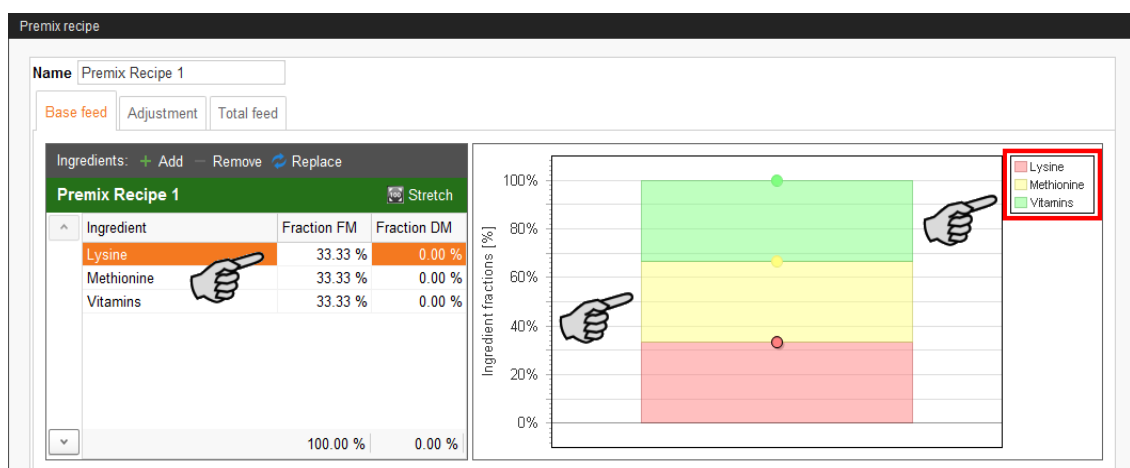 Premix recipe
Name Premix Recipe 1
Base feed Adjustment Total feed
Ingredients: + Add − Remove Replace
Premix Recipe 1 100 Stretch
Ingredient Fraction FM Fraction DM
Lysine 33.33 % 0.00 %
Methionine 33.33 % 0.00 %
Vitamins 33.33 % 0.00 %
100.00 % 0.00 %
Ingredient fractions [%]
100%
80%
60%
40%
20%
0%
Lysine
Methionine
Vitamins